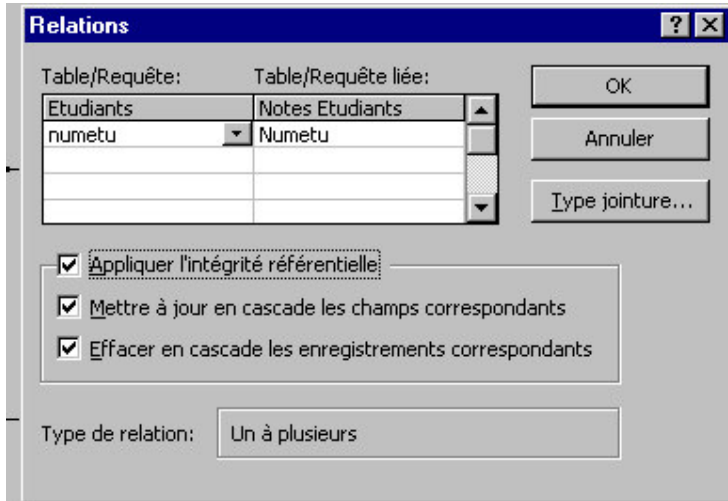 Relations
Table/Requête: Table/Requête liée:
Etudiants Notes Etudiants
numetu Numetu
OK
Annuler
Type jointure...
Appliquer l'intégrité référentielle
Mettre à jour en cascade les champs correspondants
Effacer en cascade les enregistrements correspondants
Type de relation: Un à plusieurs